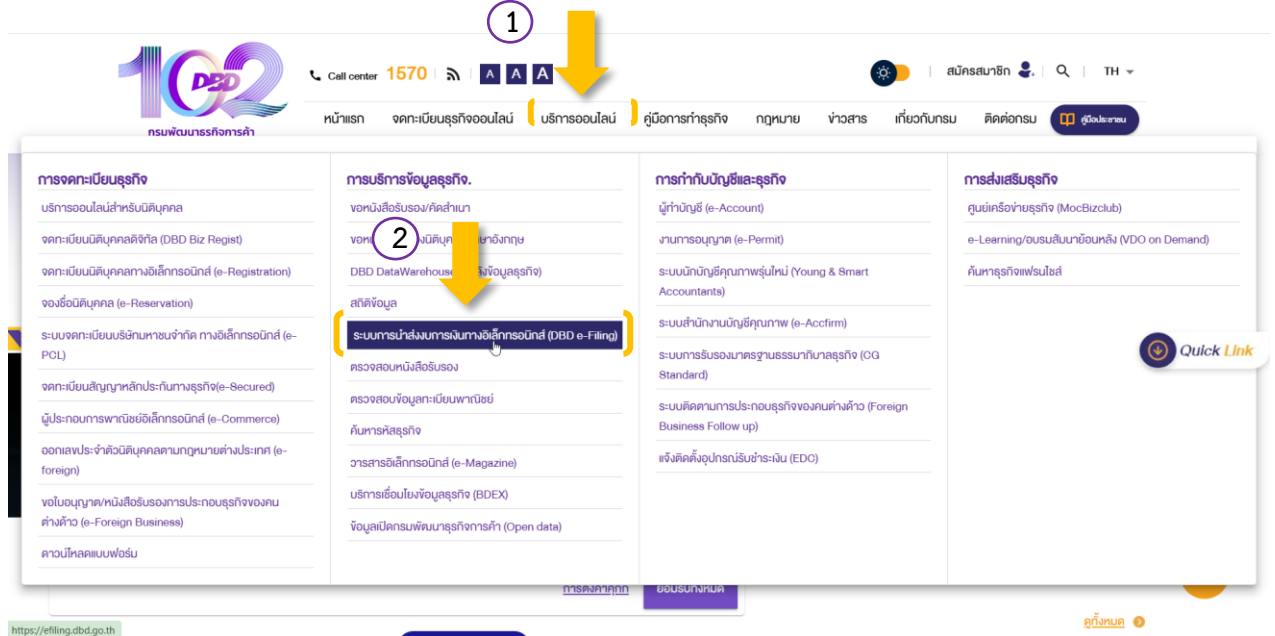 1
102
DBD
กรมพัฒนาธุรกิจการค้า
Call center 1570
A A A
สมัครสมาชิก
TH
หน้าแรก
จดทะเบียนธุรกิจออนไลน์
บริการออนไลน์
คู่มือการทำธุรกิจ
กฎหมาย
ข่าวสาร
เกี่ยวกับกรม
ติดต่อกรม
คู่มือประชาชน
การจดทะเบียนธุรกิจ
บริการออนไลน์สำหรับนิติบุคคล
จดทะเบียนนิติบุคคลดิจิทัล (DBD Biz Regist)
จดทะเบียนนิติบุคคลทางอิเล็กทรอนิกส์ (e-Registration)
จองชื่อนิติบุคคล (e-Reservation)
ระบบจดทะเบียนบริษัทมหาชนจำกัด ทางอิเล็กทรอนิกส์ (e-
PCL)
จดทะเบียนสัญญาหลักประกันทางธุรกิจ(e-Secured)
ผู้ประกอบการพาณิชย์อิเล็กทรอนิกส์ (e-Commerce)
ออกเลขประจำตัวนิติบุคคลตามกฎหมายต่างประเทศ (e-
foreign)
ขอใบอนุญาต/หนังสือรับรองการประกอบธุรกิจของคน
ต่างด้าว (e-Foreign Business)
ดาวน์โหลดแบบฟอร์ม
การบริการข้อมูลธุรกิจ.
ขอหนังสือรับรอง/คัดสำเนา
2
DBD DataWarehouse
สถิติข้อมูล
ระบบการนำส่งงบการเงินทางอิเล็กทรอนิกส์ (DBD e-Filing)
ตรวจสอบหนังสือรับรอง
ตรวจสอบข้อมูลทะเบียนพาณิชย์
ค้นหารหัสธุรกิจ
วารสารอิเล็กทรอนิกส์ (e-Magazine)
บริการเชื่อมโยงข้อมูลธุรกิจ (BDEX)
ข้อมูลเปิดกรมพัฒนาธุรกิจการค้า (Open data)
การกำกับบัญชีและธุรกิจ
ผู้ทำบัญชี (e-Account)
งานการอนุญาต (e-Permit)
ระบบนักบัญชีคุณภาพรุ่นใหม่ (Young & Smart
Accountants)
ระบบสำนักงานบัญชีคุณภาพ (e-Accfirm)
ระบบการรับรองมาตรฐานธรรมาภิบาลธุรกิจ (CG
Standard)
ระบบติดตามการประกอบธุรกิจของคนต่างด้าว (Foreign
Business Follow up)
แจ้งติดตั้งอุปกรณ์รับชำระเงิน (EDC)
การส่งเสริมธุรกิจ
ศูนย์เครือข่ายธุรกิจ (MocBizclub)
e-Learning/อบรมสัมนาย้อนหลัง (VDO on Demand)
ค้นหาธุรกิจแฟรนไชส์
Quick Link
การตั้งค่าคุกกี้
ยอมรับทั้งหมด
ดูทั้งหมด
https://efiling.dbd.go.th